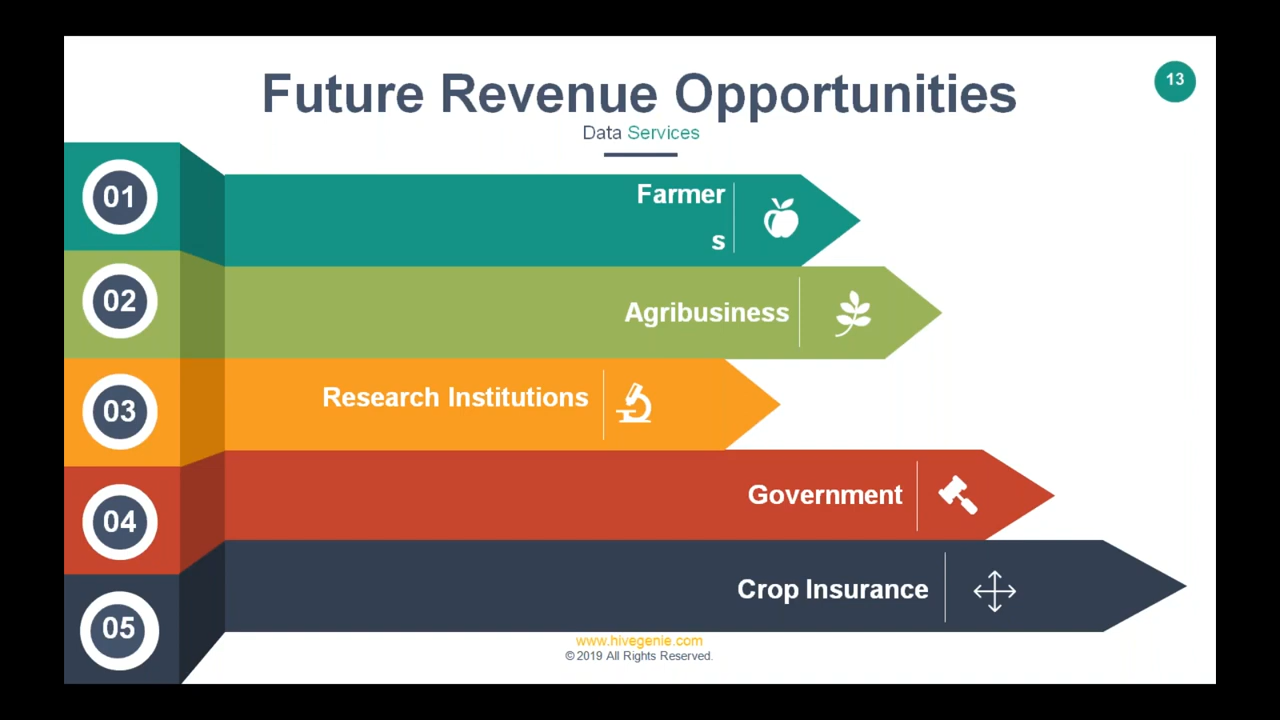 Future Revenue Opportunities
13
Data Services
01
Farmer
s
02
Agribusiness
03
Research Institutions
04
Government
05
Crop Insurance
www.hivegenie.com
©2019 All Rights Reserved.